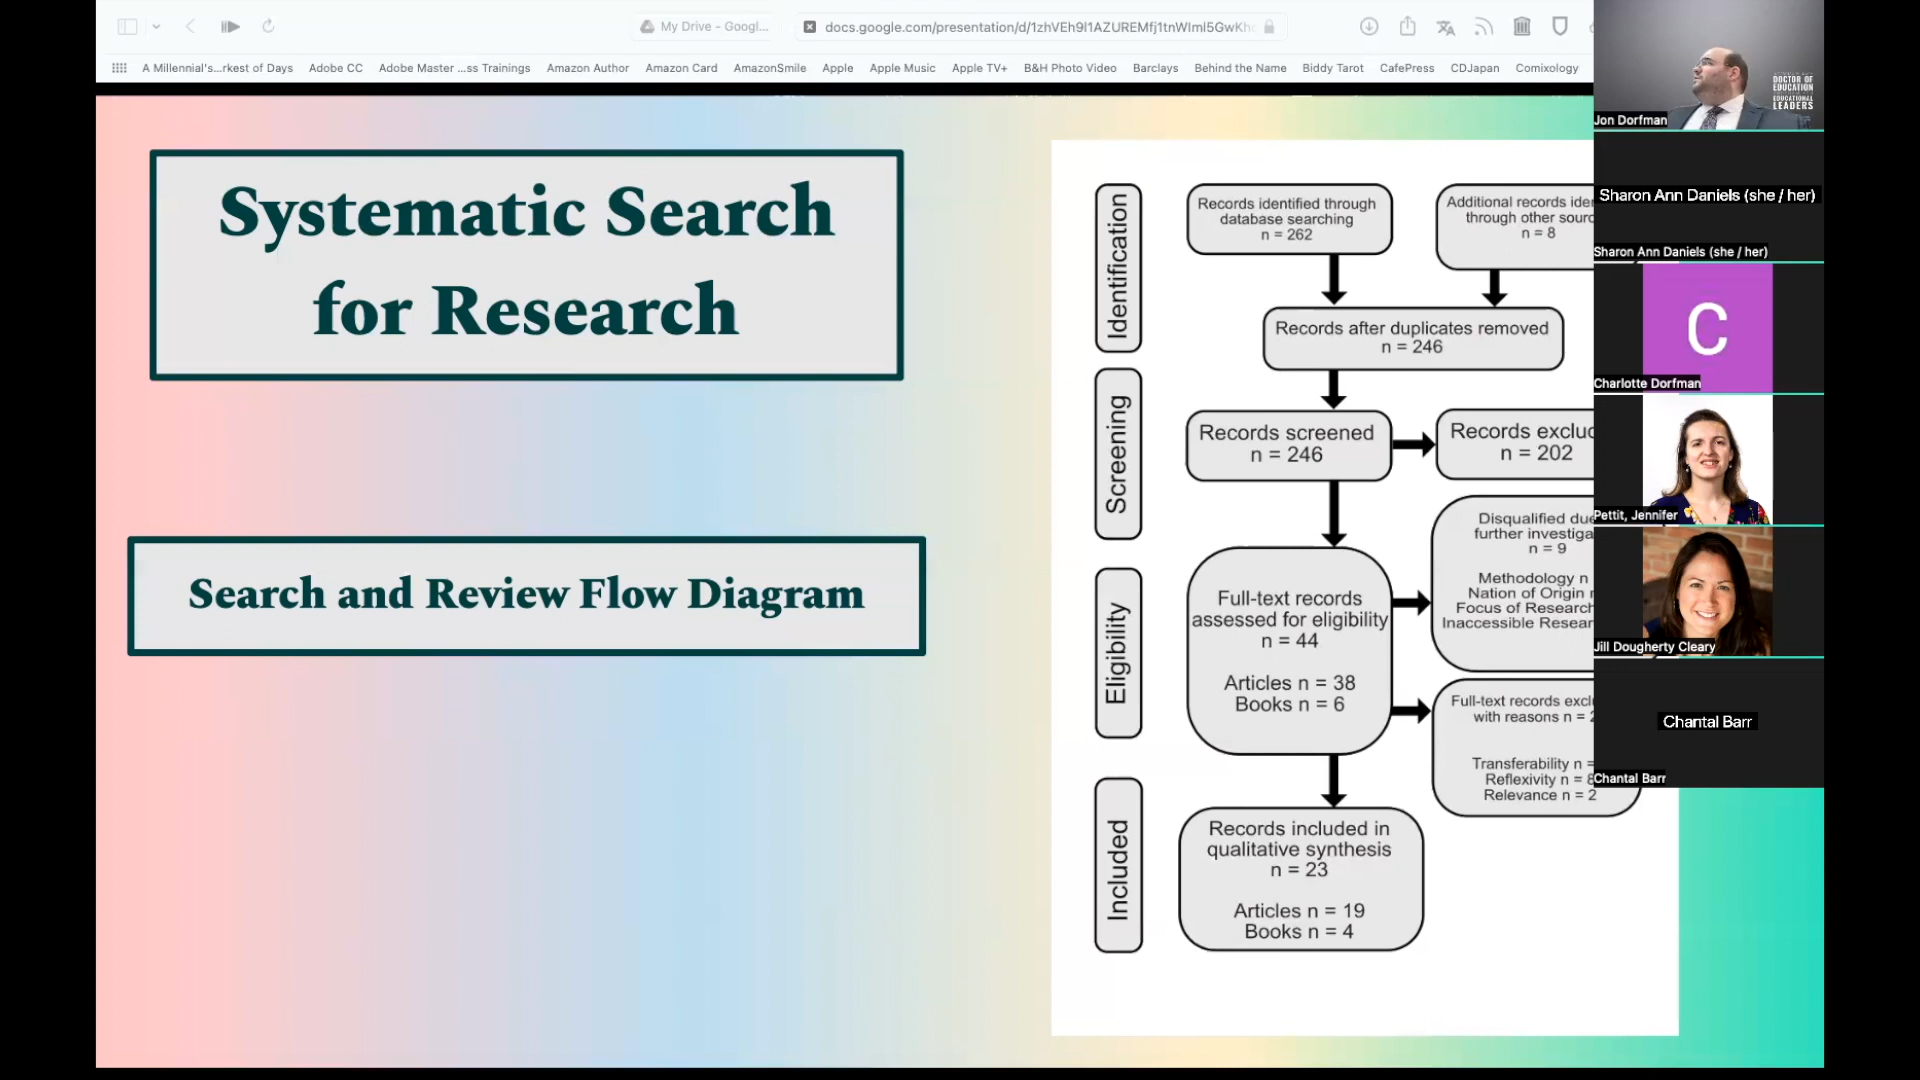 My Drive - Googl...
docs.google.com/presentation/d/1zhVEh9l1AZUREMfj1tnWIml5GwKh
A Millennial's...rkest of Days Adobe CC Adobe Master ...ss Trainings Amazon Author Amazon Card AmazonSmile Apple Apple Music Apple TV+ B&H Photo Video Barclays Behind the Name Biddy Tarot CafePress CDJapan Comixology
Systematic Search
for Research
Search and Review Flow Diagram
Identification
Records identified through
database searching
n = 262
Additional records iden
through other sourc
n = 8
Records after duplicates removed
n = 246
Screening
Records screened
n = 246
Records exclud
n = 202
Eligibility
Full-text records
assessed for eligibility
n = 44
Articles n = 38
Books n = 6
Disqualified due
further investiga
n = 9
Methodology n
Nation of Origin
Focus of Research
Inaccessible Resear
Full-text records excl
with reasons n =
Transferability n =
Reflexivity n = 8
Relevance n = 2
Included
Records included in
qualitative synthesis
n = 23
Articles n = 19
Books n = 4
DOCTOR OF
EDUCATION
EDUCATIONAL
LEADERS
Jon Dorfman
Sharon Ann Daniels (she / her)
Sharon Ann Daniels (she / her)
C
Charlotte Dorfman
Pettit, Jennifer
Jill Dougherty Cleary
Chantal Barr
Chantal Barr